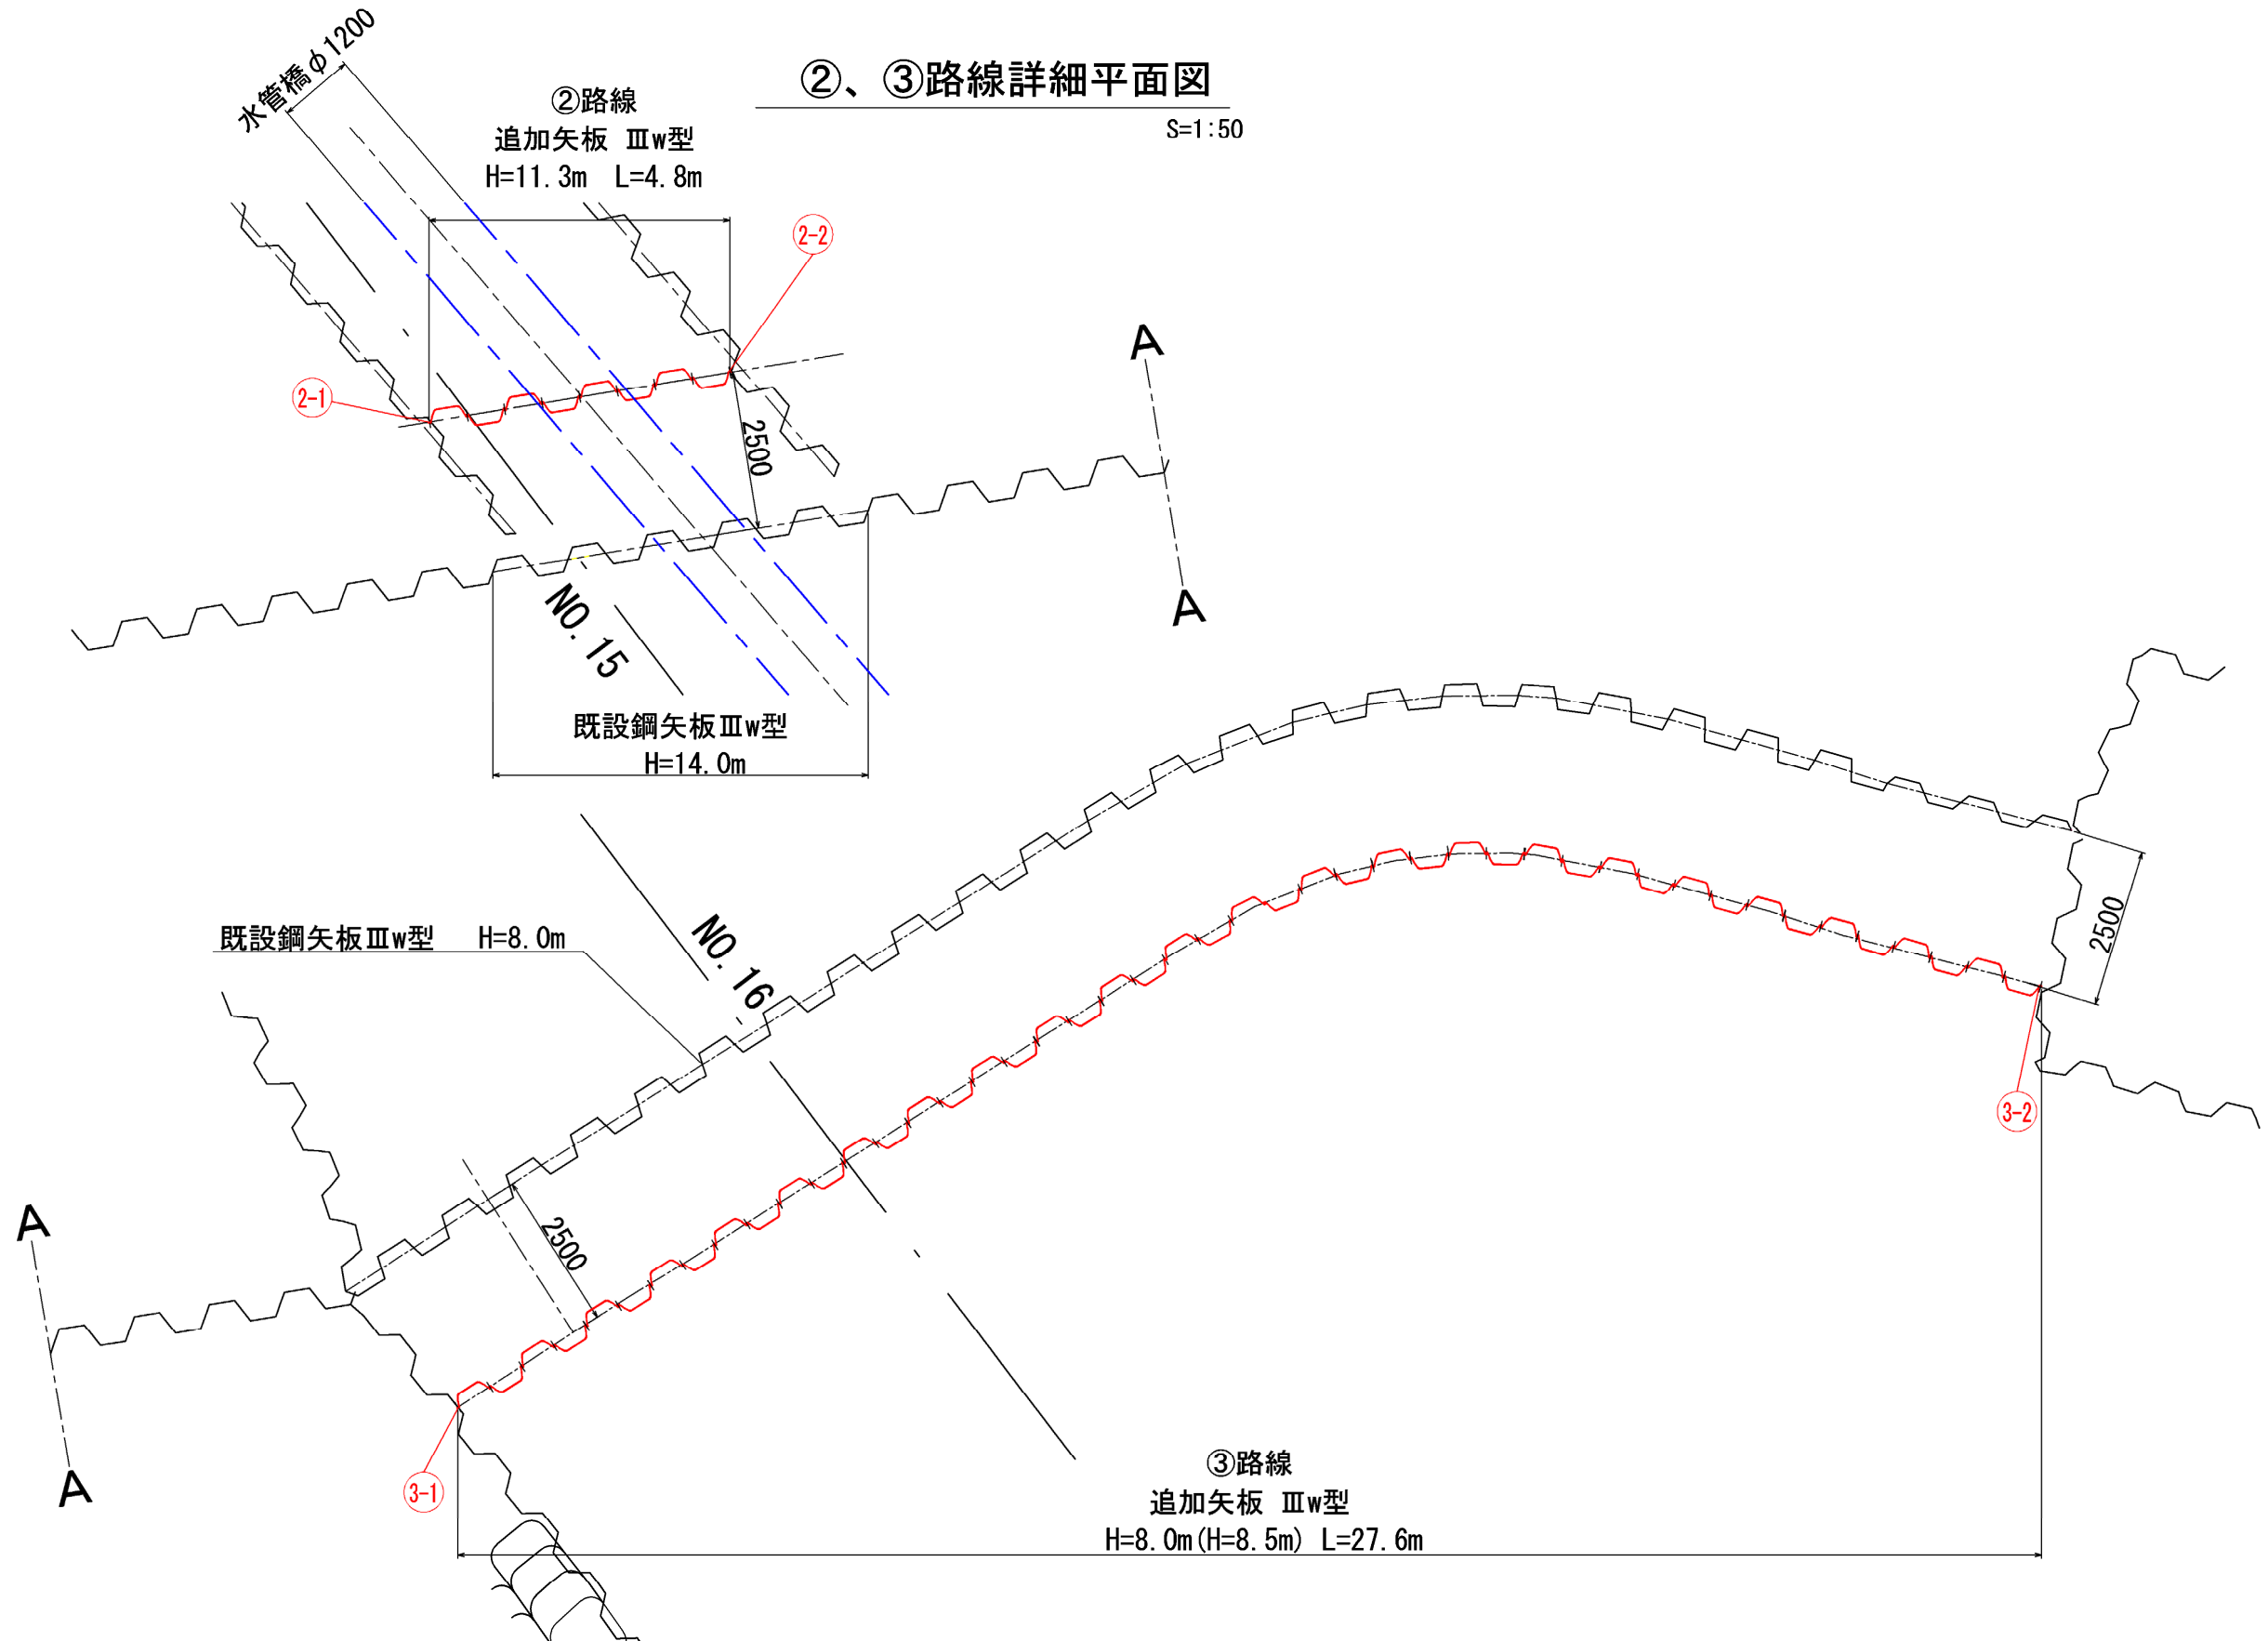 ②、③路線詳細平面図
S=1:50
水管橋φ1200
②路線
追加矢板 Ⅲw型
H=11.3m L=4.8m
2-2
2-1
2500
A
A
NO.15
既設鋼矢板Ⅲw型
H=14.0m
既設鋼矢板Ⅲw型 H=8.0m
NO.16
2500
2500
3-2
A
A
3-1
③路線
追加矢板 Ⅲw型
H=8.0m(H=8.5m) L=27.6m